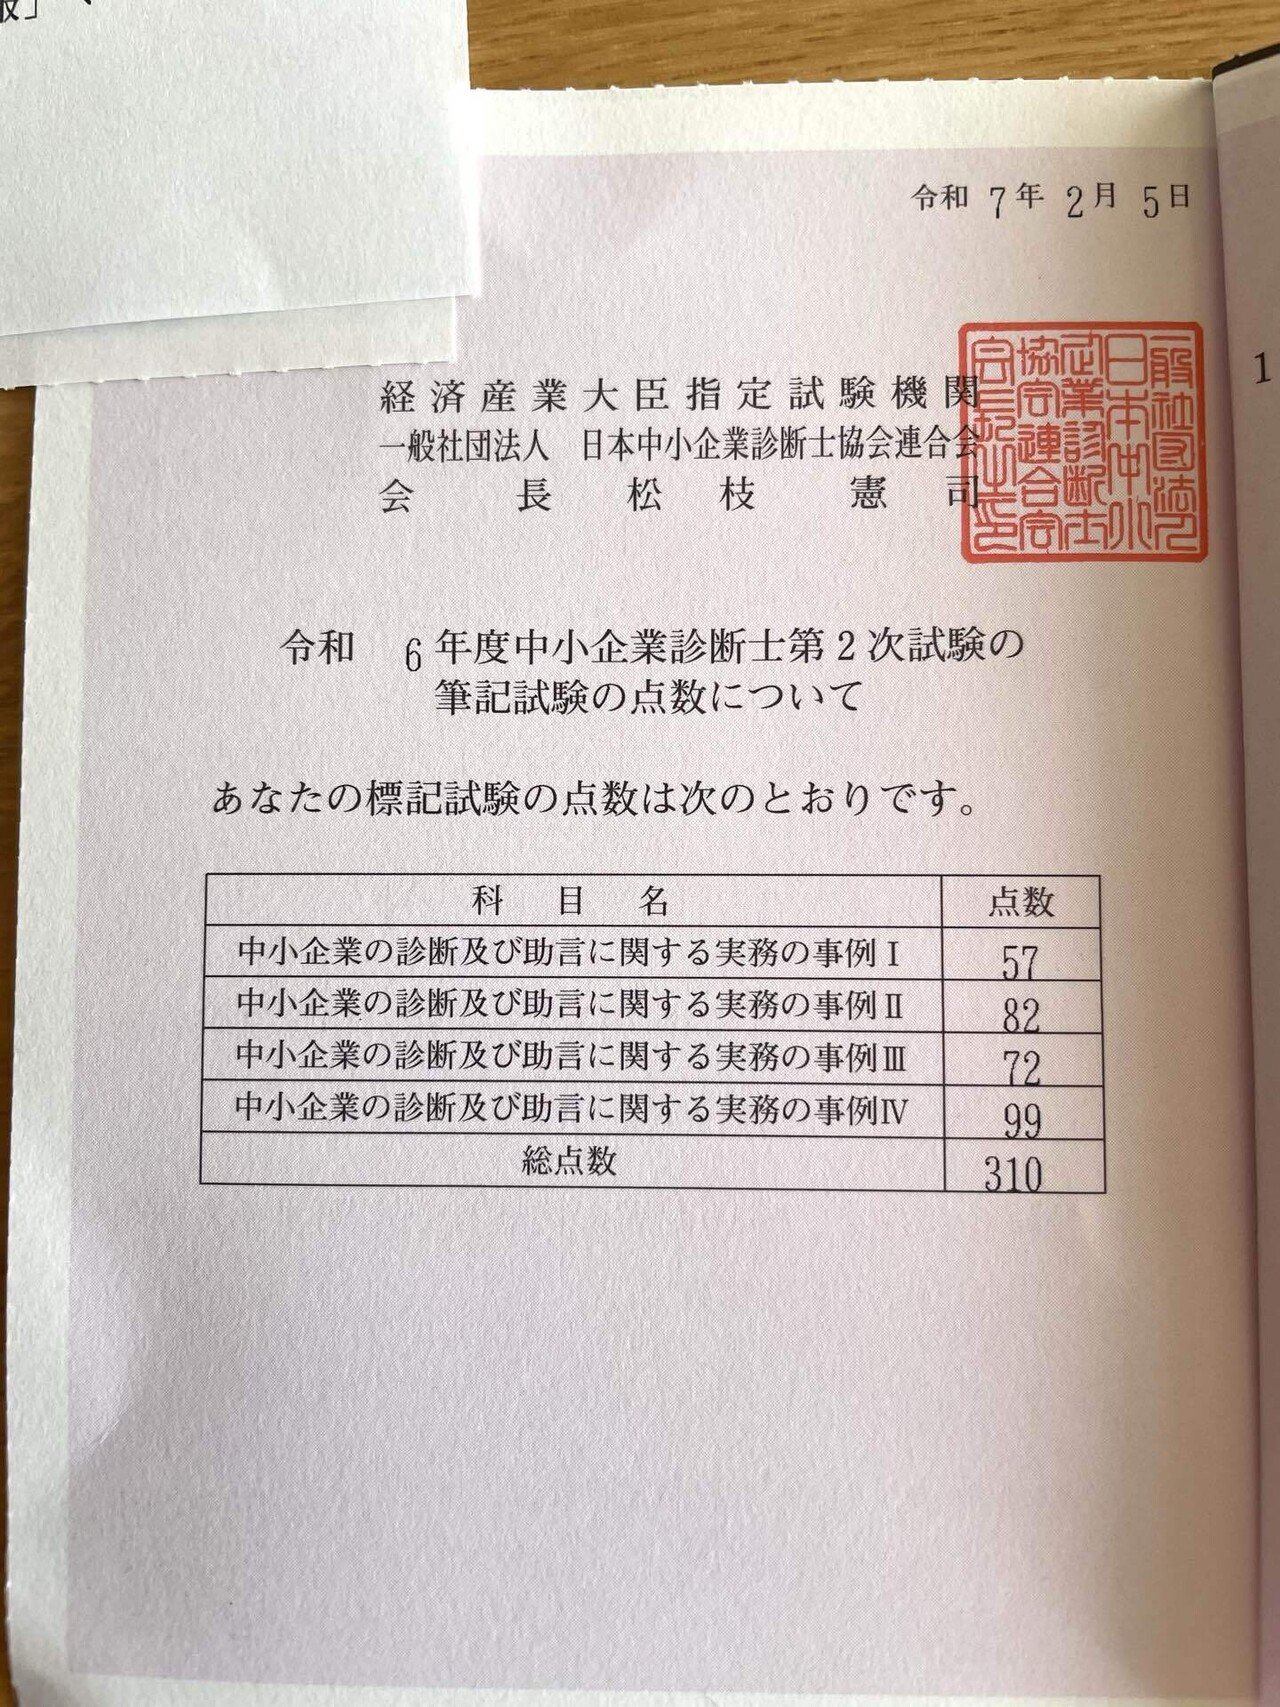 報」
令和 7年 2月 5日
経済産業大臣指定試験機関
一般社団法人 日本中小企業診断士協会連合会
会長 松枝 憲司
令和 6年度中小企業診断士第2次試験の
筆記試験の点数について
あなたの標記試験の点数は次のとおりです。
科目名 点数
中小企業の診断及び助言に関する実務の事例Ⅰ 57
中小企業の診断及び助言に関する実務の事例Ⅱ 82
中小企業の診断及び助言に関する実務の事例Ⅲ 72
中小企業の診断及び助言に関する実務の事例Ⅳ 99
総点数 310
1